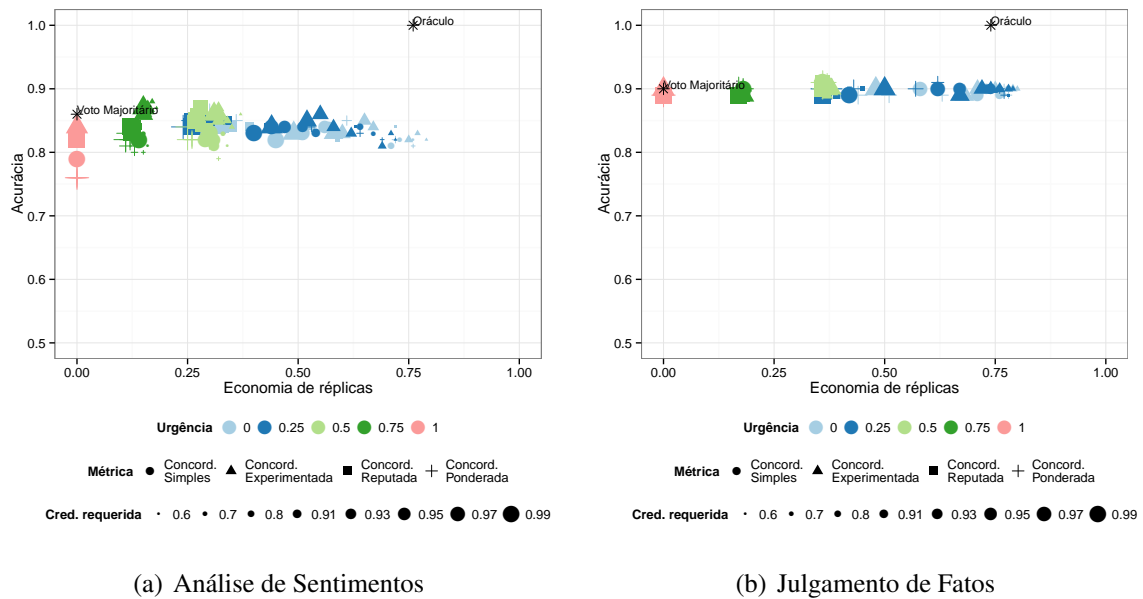 Oráculo
Voto Majoritário
Acurácia
1.0
0.9
0.8
0.7
0.6
0.5
0.00 0.25 0.50 0.75 1.00
Economia de réplicas
Urgência 0 0.25 0.5 0.75 1
Métrica Concord. Simples Concord. Experimentada Concord. Reputada Concord. Ponderada
Cred. requerida 0.6 0.7 0.8 0.91 0.93 0.95 0.97 0.99
(a) Análise de Sentimentos
Oráculo
Voto Majoritário
Acurácia
1.0
0.9
0.8
0.7
0.6
0.5
0.00 0.25 0.50 0.75 1.00
Economia de réplicas
Urgência 0 0.25 0.5 0.75 1
Métrica Concord. Simples Concord. Experimentada Concord. Reputada Concord. Ponderada
Cred. requerida 0.6 0.7 0.8 0.91 0.93 0.95 0.97 0.99
(b) Julgamento de Fatos